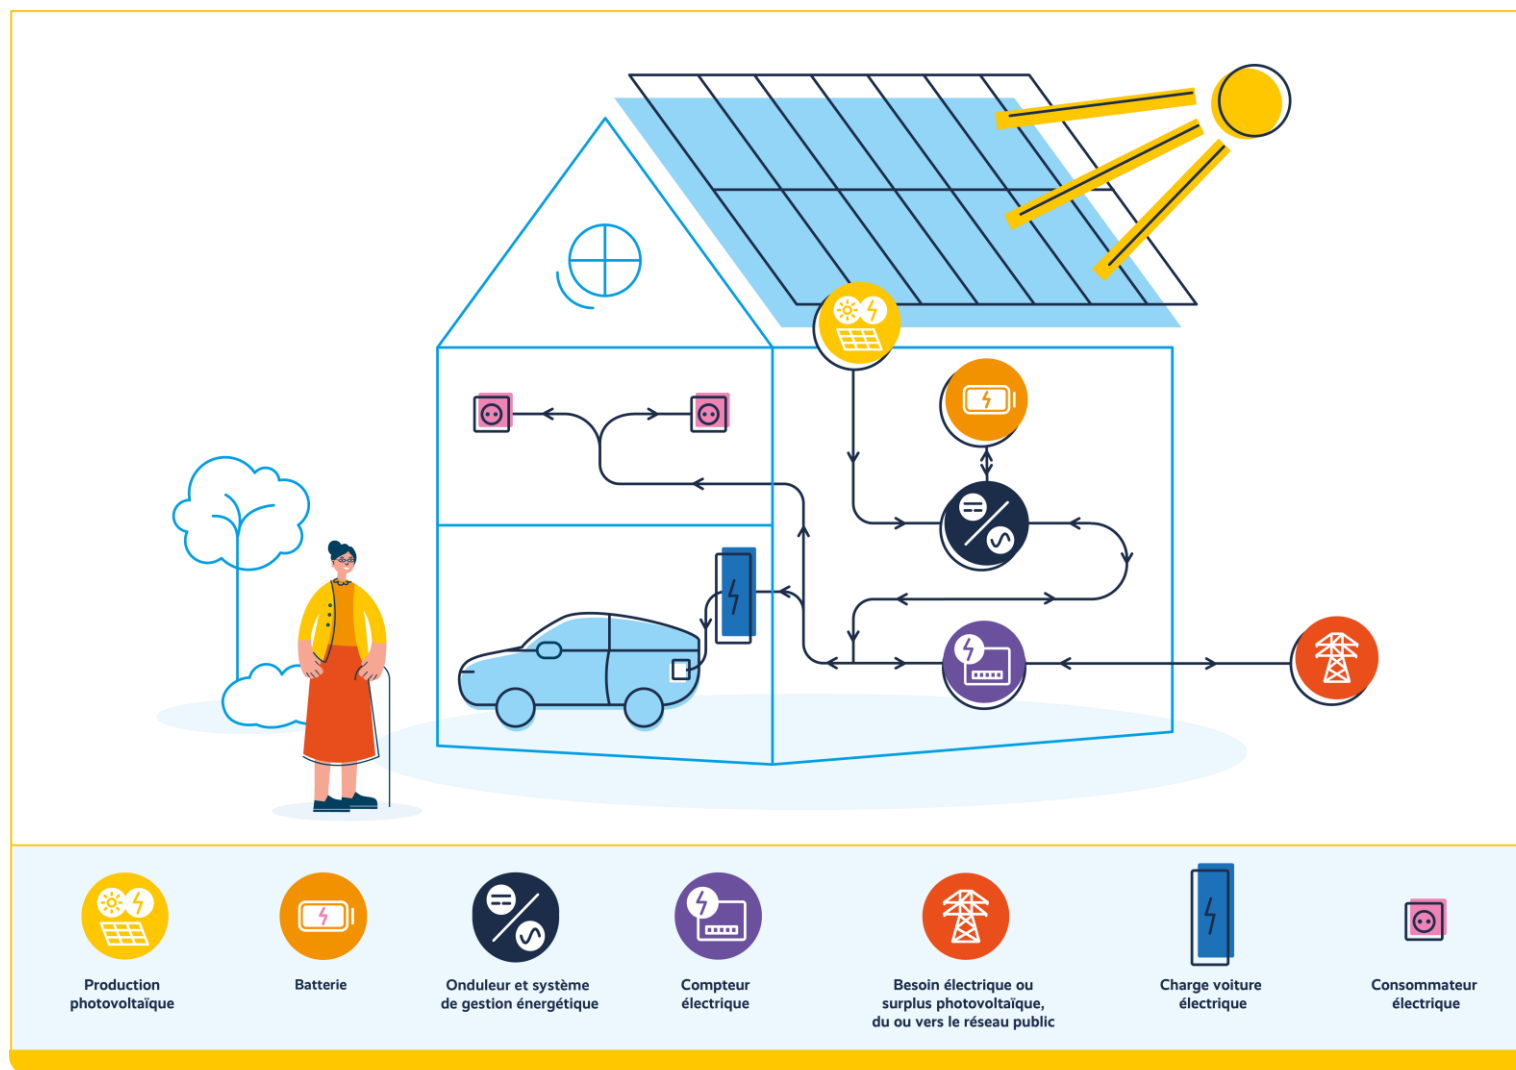 Production
photovoltaïque
Batterie
Onduleur et système
de gestion énergétique
Compteur
électrique
Besoin électrique ou
surplus photovoltaïque,
du ou vers le réseau public
Charge voiture
électrique
Consommateur
électrique